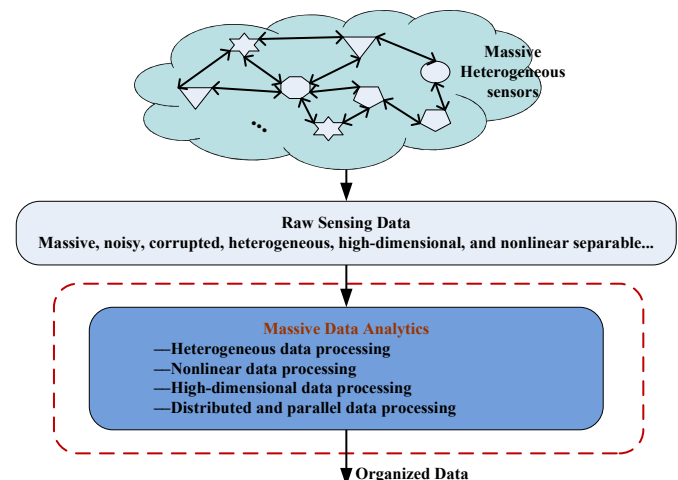 Massive
Heterogeneous
sensors
...
Raw Sensing Data
Massive, noisy, corrupted, heterogeneous, high-dimensional, and nonlinear separable...
Massive Data Analytics
—Heterogeneous data processing
—Nonlinear data processing
—High-dimensional data processing
—Distributed and parallel data processing
Organized Data